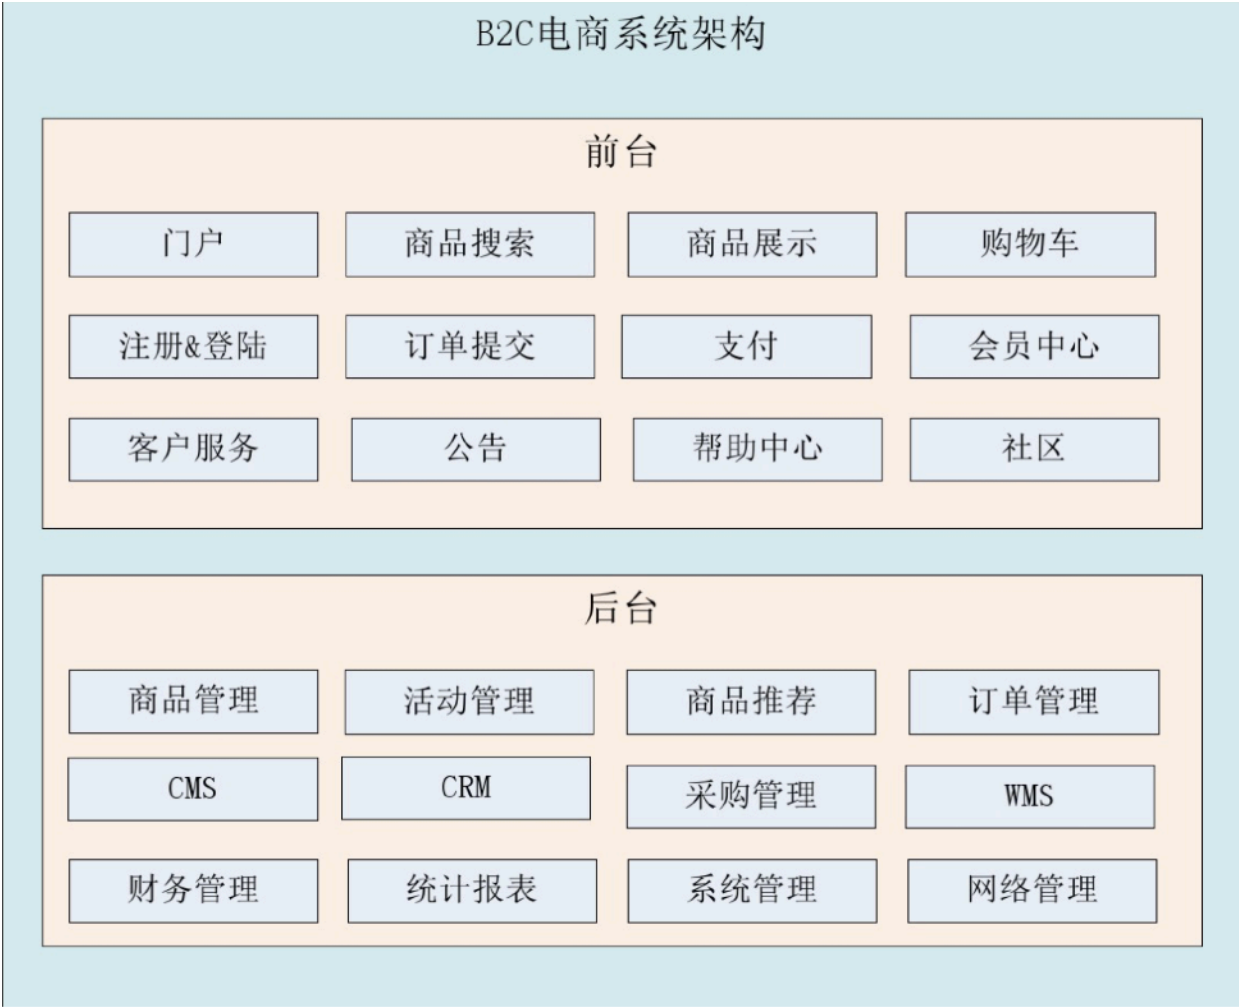 B2C电商系统架构
前台
门户 商品搜索 商品展示 购物车
注册&登陆 订单提交 支付 会员中心
客户服务 公告 帮助中心 社区
后台
商品管理 活动管理 商品推荐 订单管理
CMS CRM 采购管理 WMS
财务管理 统计报表 系统管理 网络管理